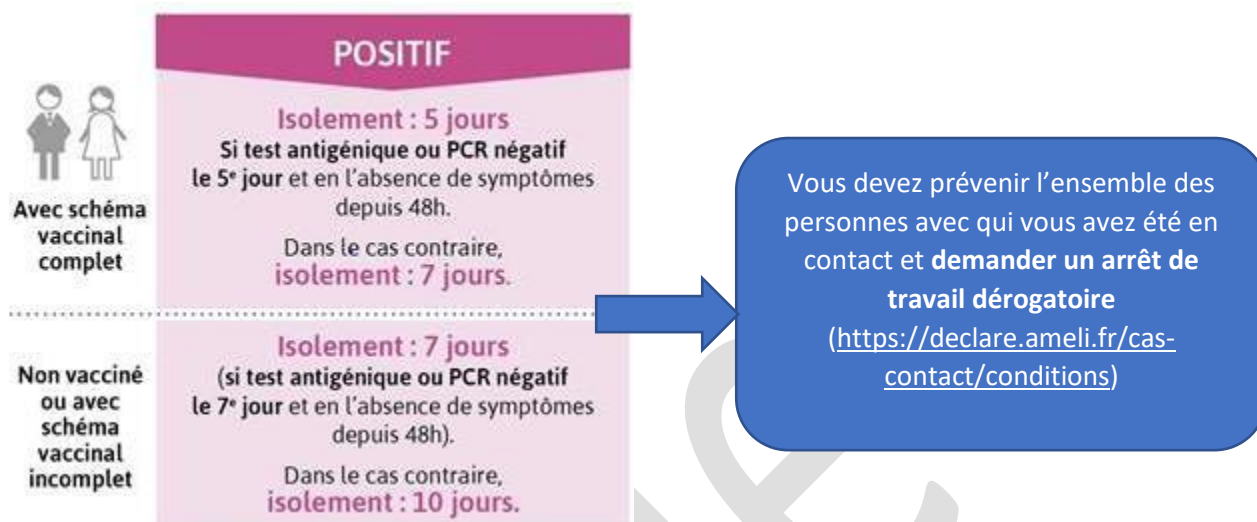 POSITIF
Avec schéma
vaccinal
complet
Isolement : 5 jours
Si test antigénique ou PCR négatif
le 5ᵉ jour et en l'absence de symptômes
depuis 48h.
Dans le cas contraire,
isolement : 7 jours.
Non vacciné
ou avec
schéma
vaccinal
incomplet
Isolement : 7 jours
(si test antigénique ou PCR négatif
le 7ᵉ jour et en l'absence de symptômes
depuis 48h).
Dans le cas contraire,
isolement : 10 jours.
Vous devez prévenir l'ensemble des
personnes avec qui vous avez été en
contact et demander un arrêt de
travail dérogatoire
(https://declare.ameli.fr/cas-
contact/conditions)